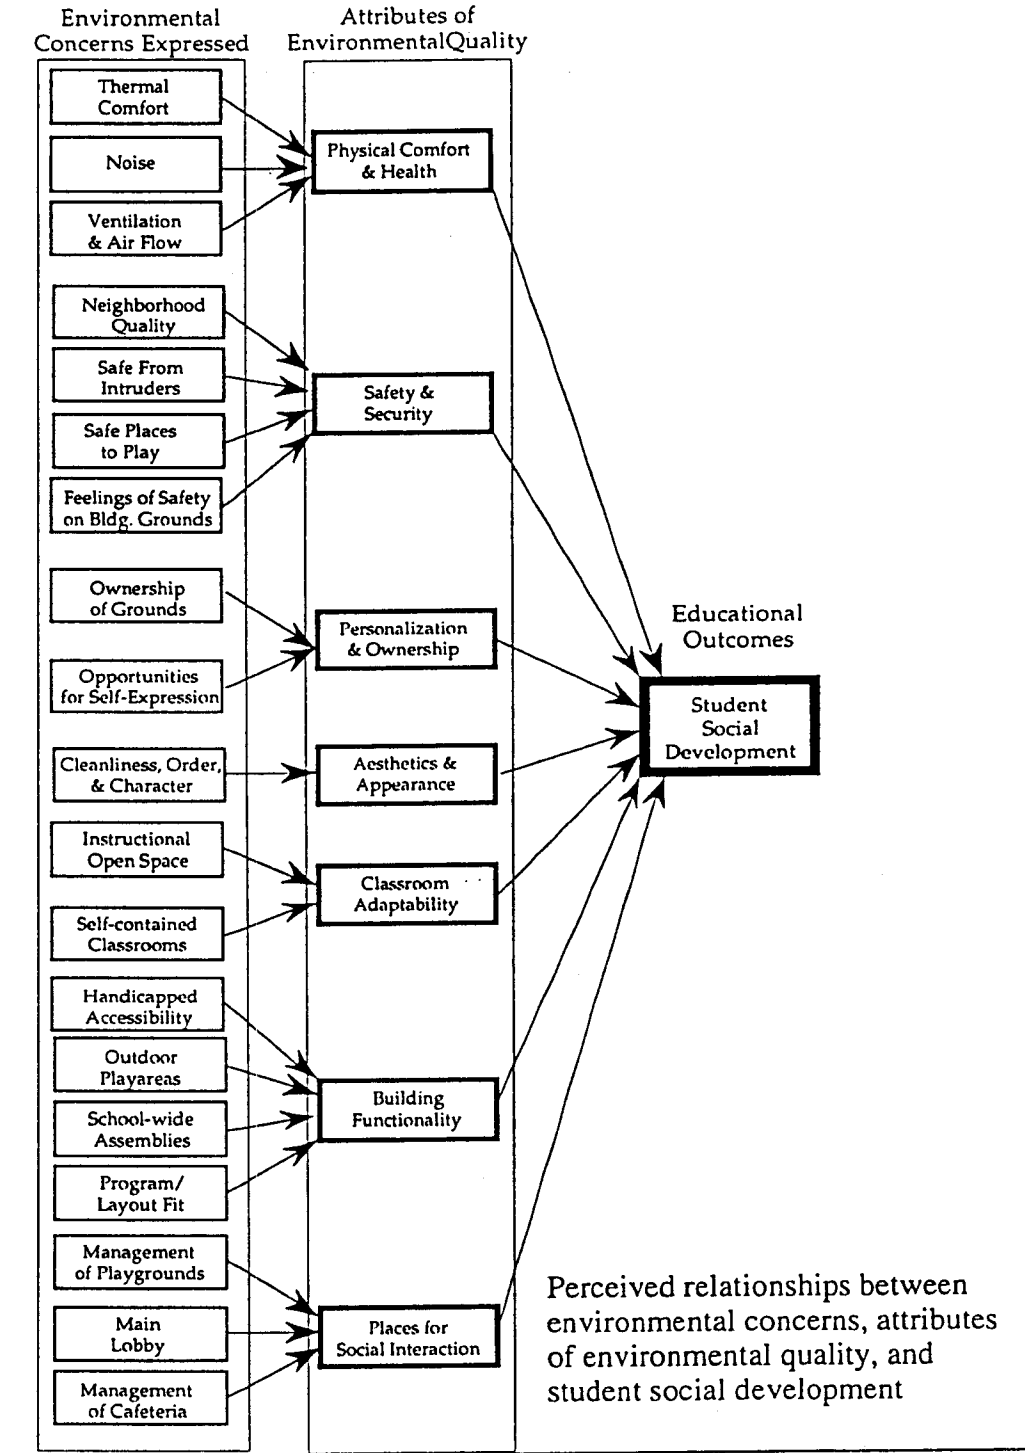 Environmental
Concerns Expressed
Attributes of
EnvironmentalQuality
Thermal
Comfort
Noise
Ventilation
& Air Flow
Physical Comfort
& Health
Neighborhood
Quality
Safe From
Intruders
Safe Places
to Play
Feelings of Safety
on Bldg. Grounds
Safety &
Security
Ownership
of Grounds
Opportunities
for Self-Expression
Personalization
& Ownership
Cleanliness, Order,
& Character
Aesthetics &
Appearance
Instructional
Open Space
Self-contained
Classrooms
Classroom
Adaptability
Handicapped
Accessibility
Outdoor
Playareas
School-wide
Assemblies
Program/
Layout Fit
Building
Functionality
Management
of Playgrounds
Main
Lobby
Management
of Cafeteria
Places for
Social Interaction
Educational
Outcomes
Student
Social
Development
Perceived relationships between
environmental concerns, attributes
of environmental quality, and
student social development